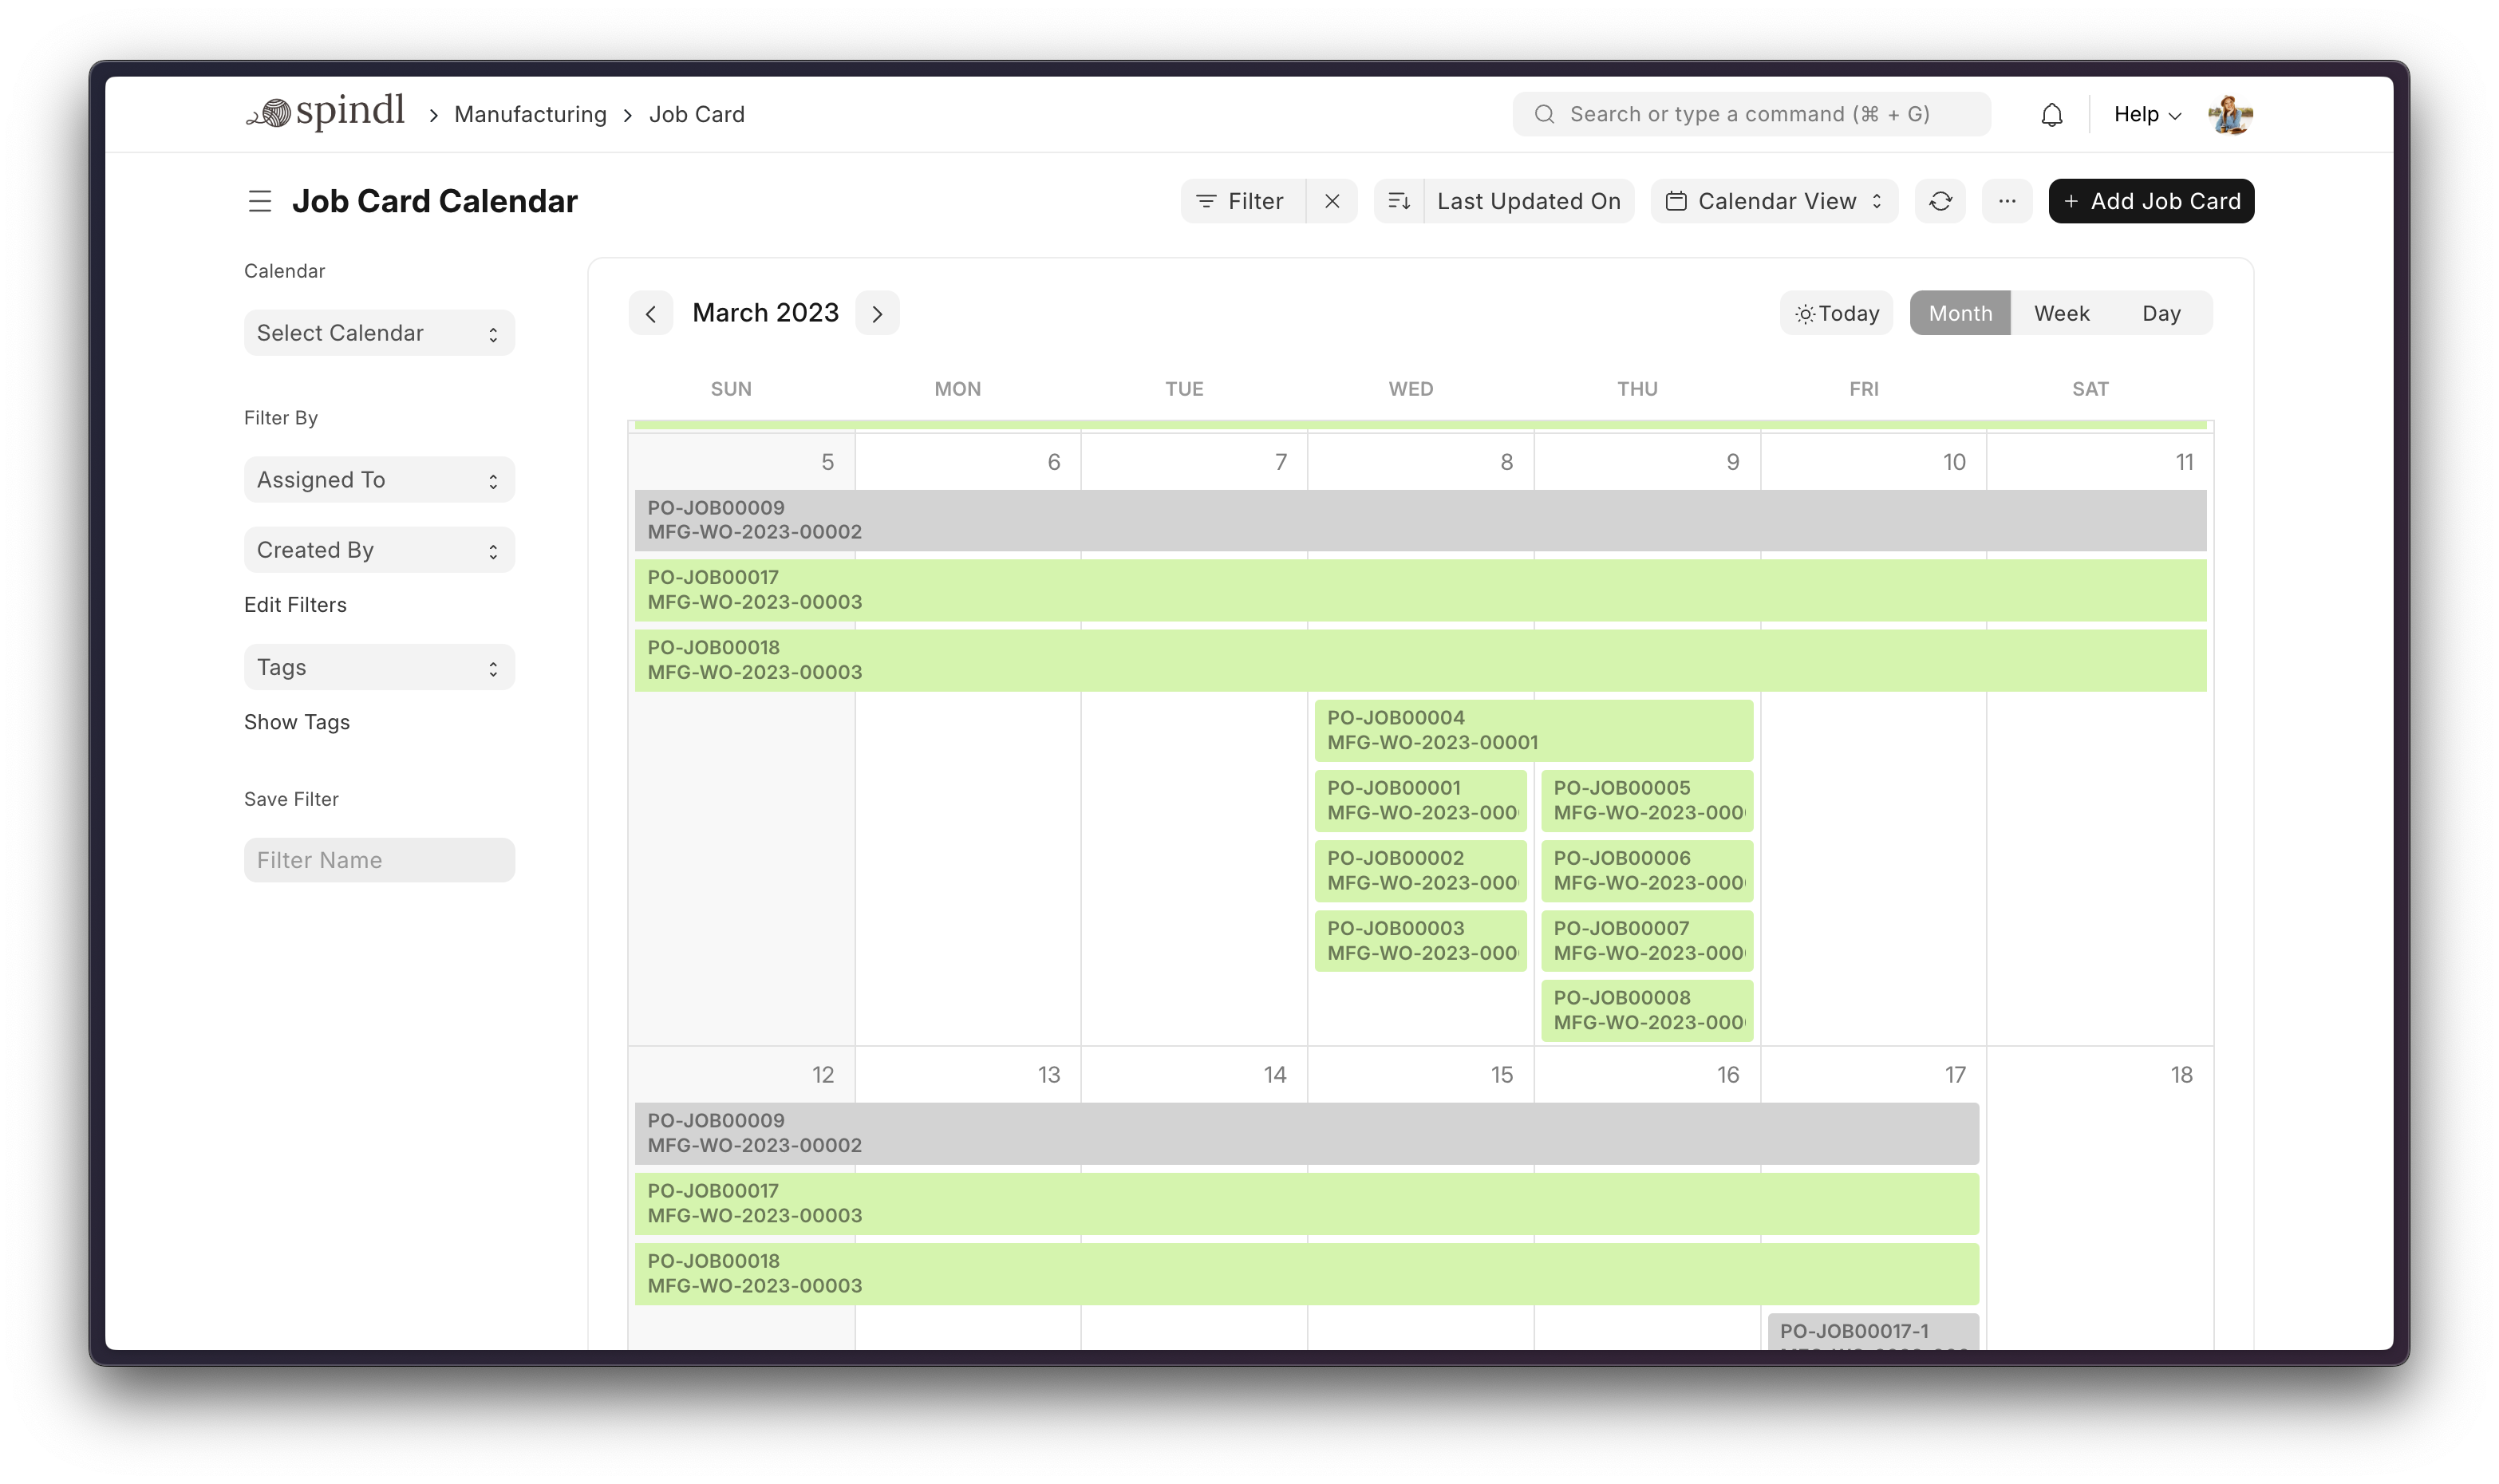 spindl > Manufacturing > Job Card
Search or type a command (⌘ + G)
Help
Job Card Calendar
Filter
Last Updated On
Calendar View
...
+ Add Job Card
Calendar
Select Calendar
Filter By
Assigned To
Created By
Edit Filters
Tags
Show Tags
Save Filter
Filter Name
March 2023
Today
Month Week Day
SUN MON TUE WED THU FRI SAT
5 6 7 8 9 10 11
PO-JOB00009
MFG-WO-2023-00002
PO-JOB00017
MFG-WO-2023-00003
PO-JOB00018
MFG-WO-2023-00003
PO-JOB00004
MFG-WO-2023-00001
PO-JOB00001
MFG-WO-2023-000
PO-JOB00005
MFG-WO-2023-000
PO-JOB00002
MFG-WO-2023-000
PO-JOB00006
MFG-WO-2023-000
PO-JOB00003
MFG-WO-2023-000
PO-JOB00007
MFG-WO-2023-000
PO-JOB00008
MFG-WO-2023-000
12 13 14 15 16 17 18
PO-JOB00009
MFG-WO-2023-00002
PO-JOB00017
MFG-WO-2023-00003
PO-JOB00018
MFG-WO-2023-00003
PO-JOB00017-1